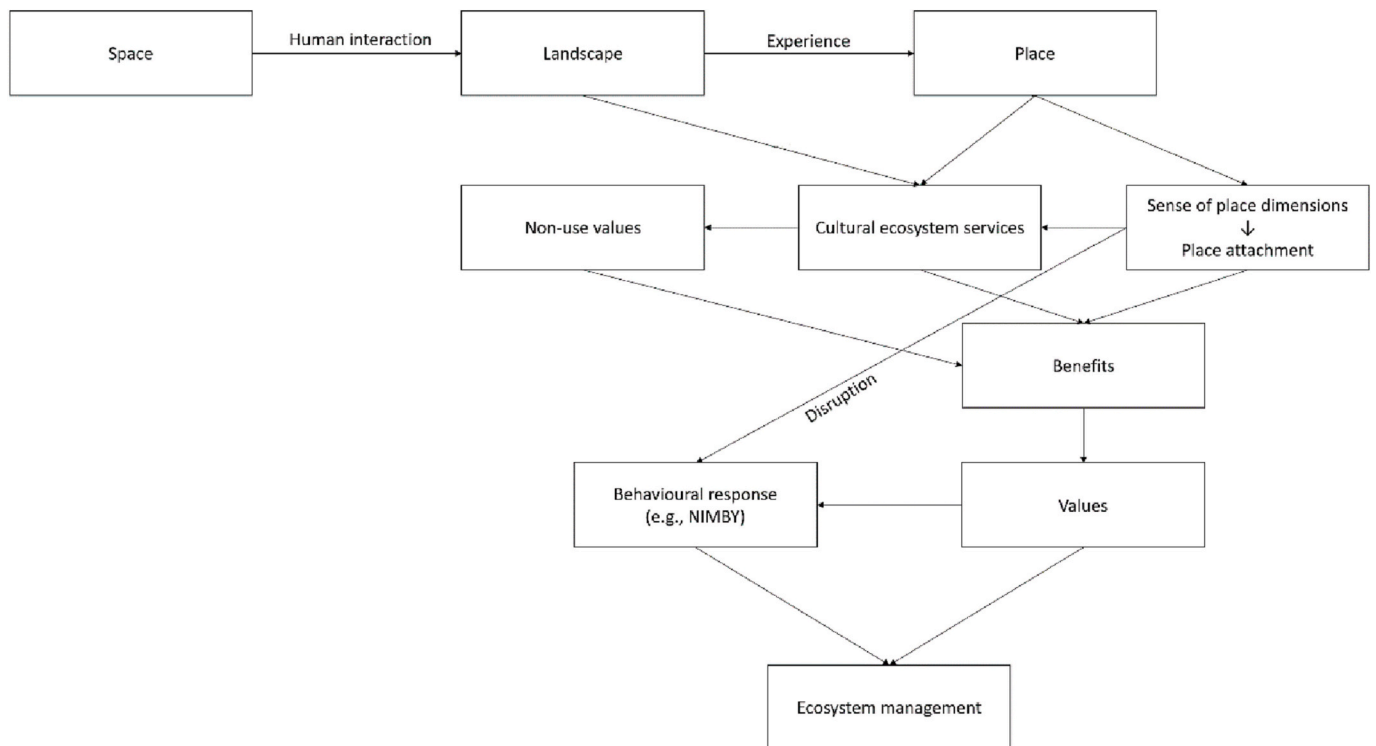 Space
Human interaction
Landscape
Experience
Place
Non-use values
Cultural ecosystem services
Sense of place dimensions
↓
Place attachment
Benefits
Disruption
Behavioural response
(e.g., NIMBY)
Values
Ecosystem management